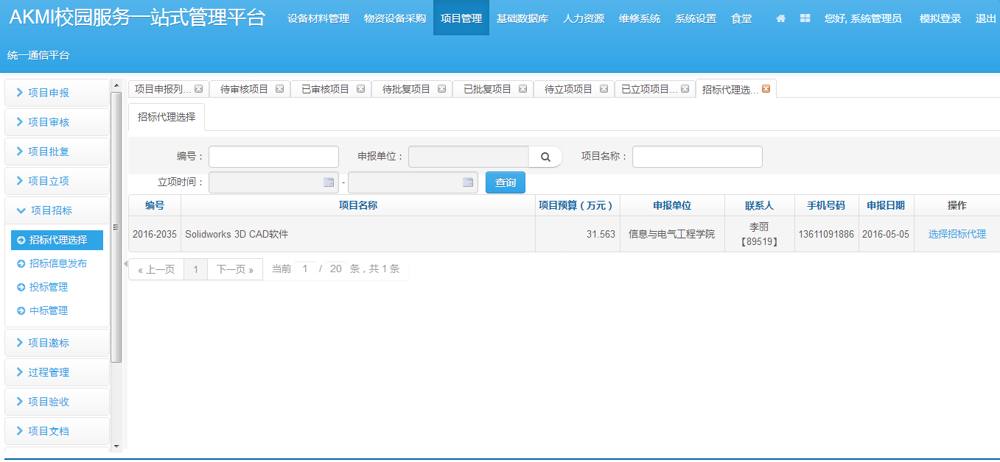 AKMI校园服务一站式管理平台
设备材料管理 物资设备采购 项目管理 基础数据库 人力资源 维修系统 系统设置 食堂 您好, 系统管理员 模拟登录 退出
统一通信平台
项目申报
项目审核
项目批复
项目立项
项目招标
招标代理选择
招标信息发布
投标管理
中标管理
项目邀标
过程管理
项目验收
项目文档
项目申报列... 待审核项目 已审核项目 待批复项目 已批复项目 待立项项目 已立项项目... 招标代理选...
招标代理选择
编号： 申报单位： 项目名称：
立项时间： - 查询
编号 项目名称 项目预算（万元） 申报单位 联系人 手机号码 申报日期 操作
2016-2035 Solidworks 3D CAD软件 31.563 信息与电气工程学院 李丽 13611091886 2016-05-05 选择招标代理
【89519】
« 上一页 1 下一页 » 当前 1 / 20 条，共 1 条